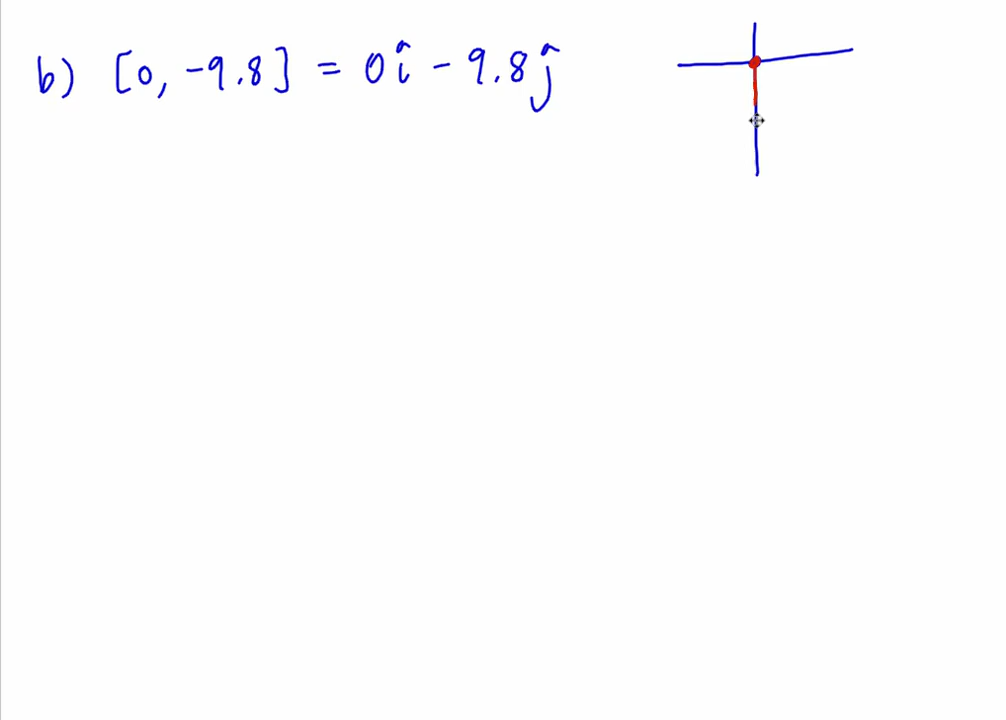 b) [0, -9.8] = 0î - 9.8ĵ